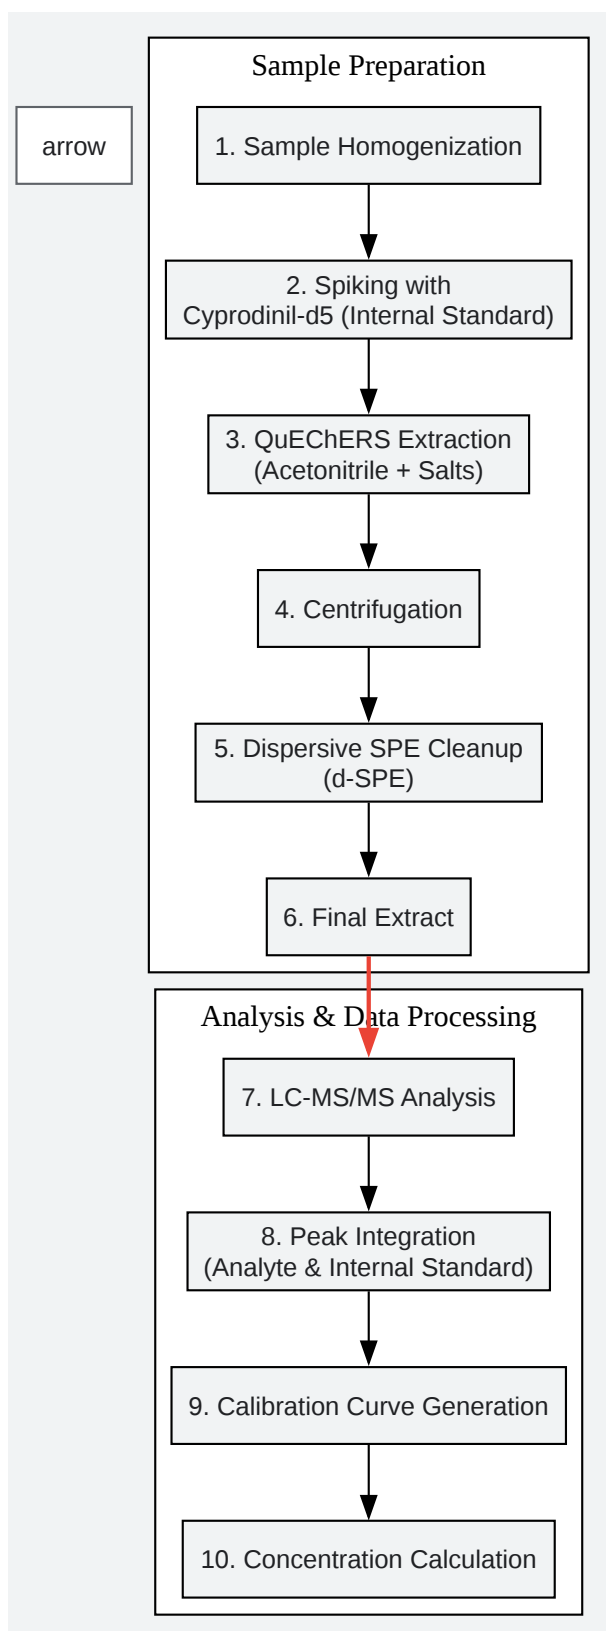 Sample Preparation
arrow
1. Sample Homogenization
2. Spiking with
Cyprodinil-d5 (Internal Standard)
3. QuEChERS Extraction
(Acetonitrile + Salts)
4. Centrifugation
5. Dispersive SPE Cleanup
(d-SPE)
6. Final Extract
Analysis & Data Processing
7. LC-MS/MS Analysis
8. Peak Integration
(Analyte & Internal Standard)
9. Calibration Curve Generation
10. Concentration Calculation